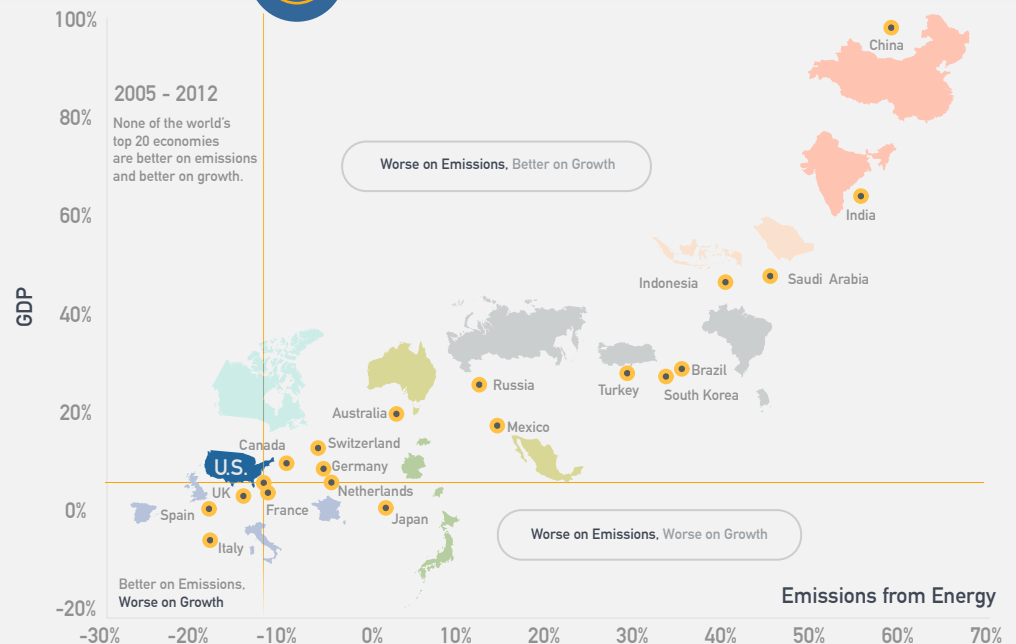 100%
China
2005 - 2012
80%
None of the world's
top 20 economies
are better on emissions
and better on growth.
Worse on Emissions, Better on Growth
60%
India
Indonesia
Saudi Arabia
GDP
40%
Russia
Turkey
Brazil
South Korea
20%
Australia
Mexico
Canada
Switzerland
U.S.
Germany
UK
Netherlands
0%
Spain
France
Japan
Italy
Worse on Emissions, Worse on Growth
Better on Emissions,
Worse on Growth
-20%
Emissions from Energy
-30% -20% -10% 0% 10% 20% 30% 40% 50% 60% 70%